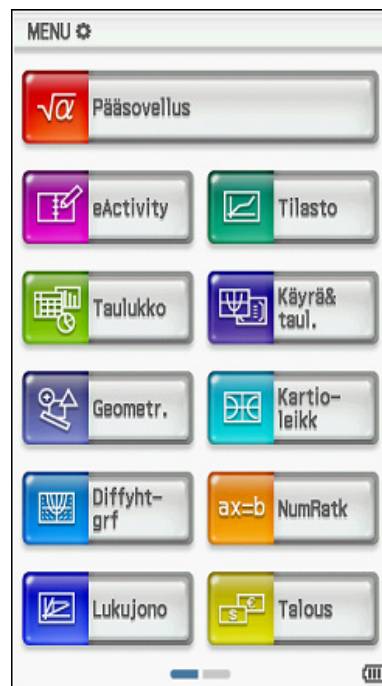 MENU
√α Pääsovellus
eActivity
Tilasto
Taulukko
Käyrä&
taul.
Geometr.
Kartio-
leikk
Diffyht-
grf
ax=b NumRatk
Lukujono
$ € Talous